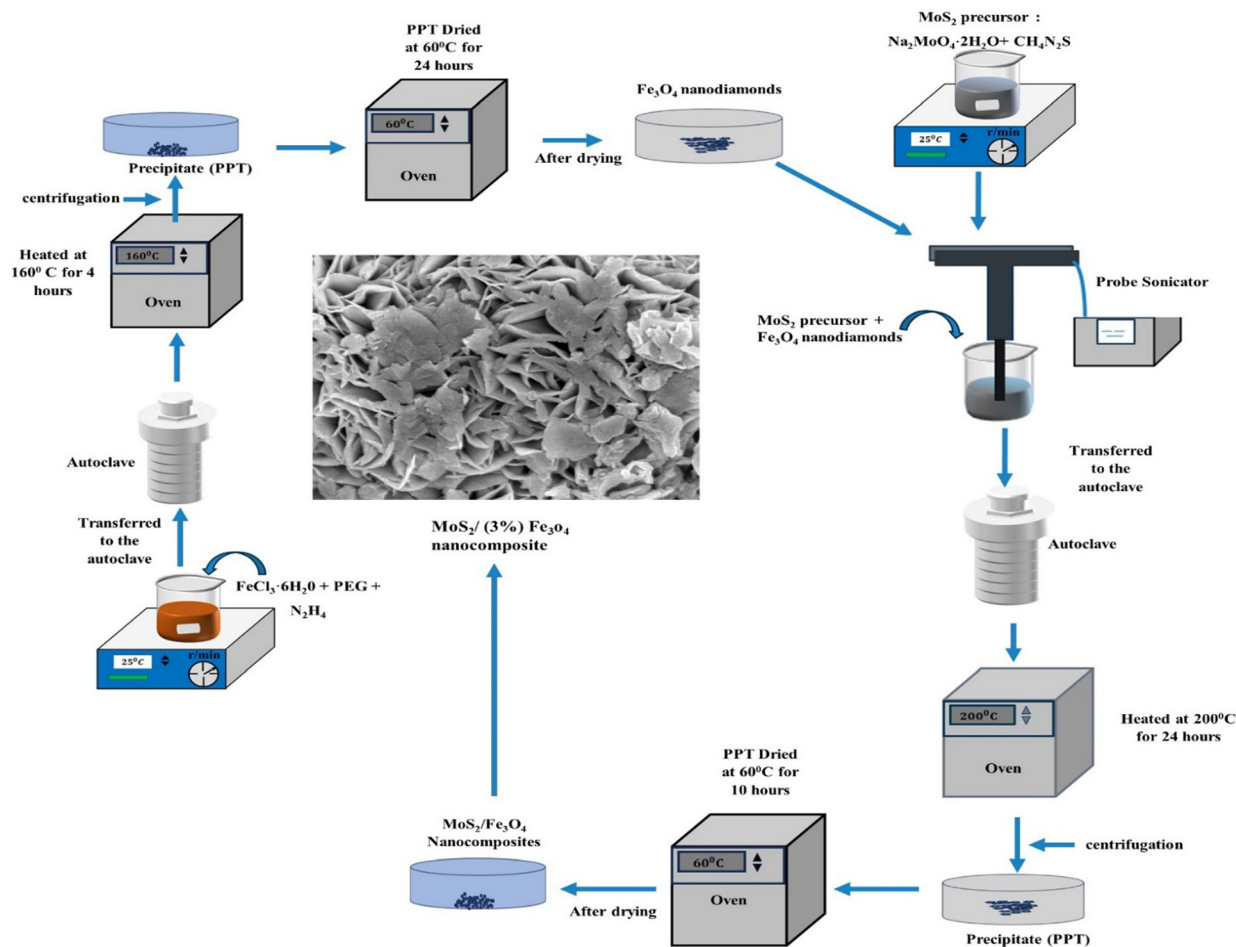 PPT Dried
at 60⁰C for
24 hours
60⁰C
Oven
After drying
Fe₃O₄ nanodiamonds
MoS₂ precursor :
Na₂MoO₄·2H₂O+ CH₄N₂S
25⁰C
r/min
Precipitate (PPT)
centrifugation
Heated at
160⁰ C for 4
hours
160⁰C
Oven
Autoclave
Transferred
to the
autoclave
FeCl₃·6H₂0 + PEG +
N₂H₄
25⁰C
r/min
Probe Sonicator
MoS₂ precursor +
Fe₃O₄ nanodiamonds
Transferred
to the
autoclave
Autoclave
MoS₂/ (3%) Fe₃o₄
nanocomposite
200⁰C
Oven
Heated at 200⁰C
for 24 hours
centrifugation
Precipitate (PPT)
PPT Dried
at 60⁰C for
10 hours
60⁰C
Oven
After drying
MoS₂/Fe₃O₄
Nanocomposites